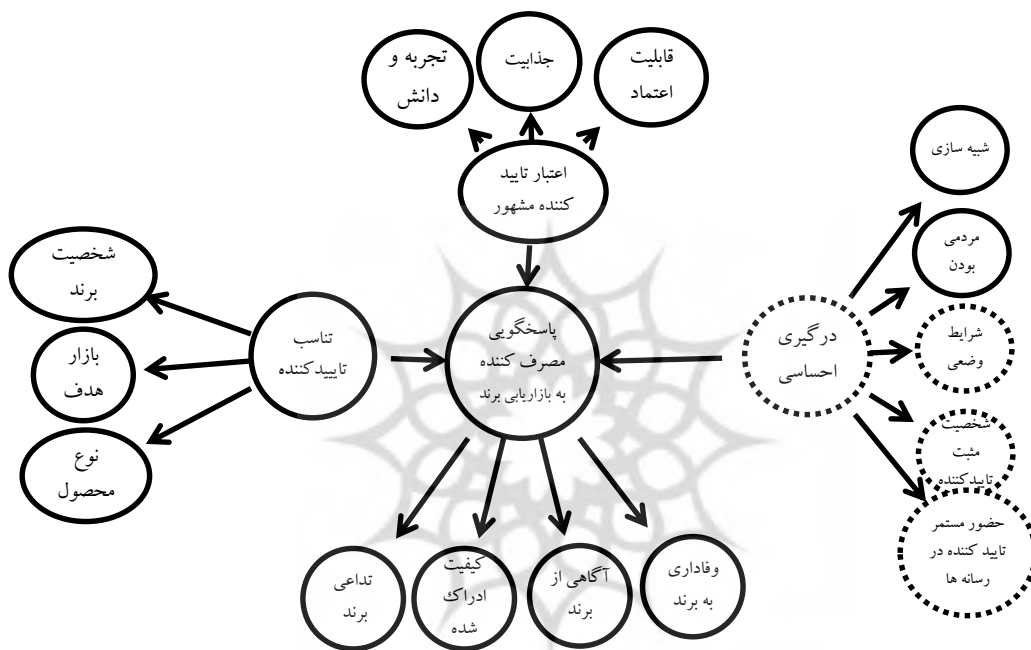 تجربه و
دانش
جذابیت
قابلیت
اعتماد
اعتبار تایید
کننده مشهور
شبیه سازی
مردمی
بودن
شرایط
وضعی
شخصیت
مثبت
تاییدکننده
حضور مستمر
تایید کننده در
رسانه ها
درگیری
احساسی
پاسخگویی
مصرف کننده
به بازاریابی برند
تناسب
تاییدکننده
شخصیت
برند
بازار
هدف
نوع
محصول
وفاداری
به برند
آگاهی از
برند
کیفیت
ادراک
شده
تداعی
برند